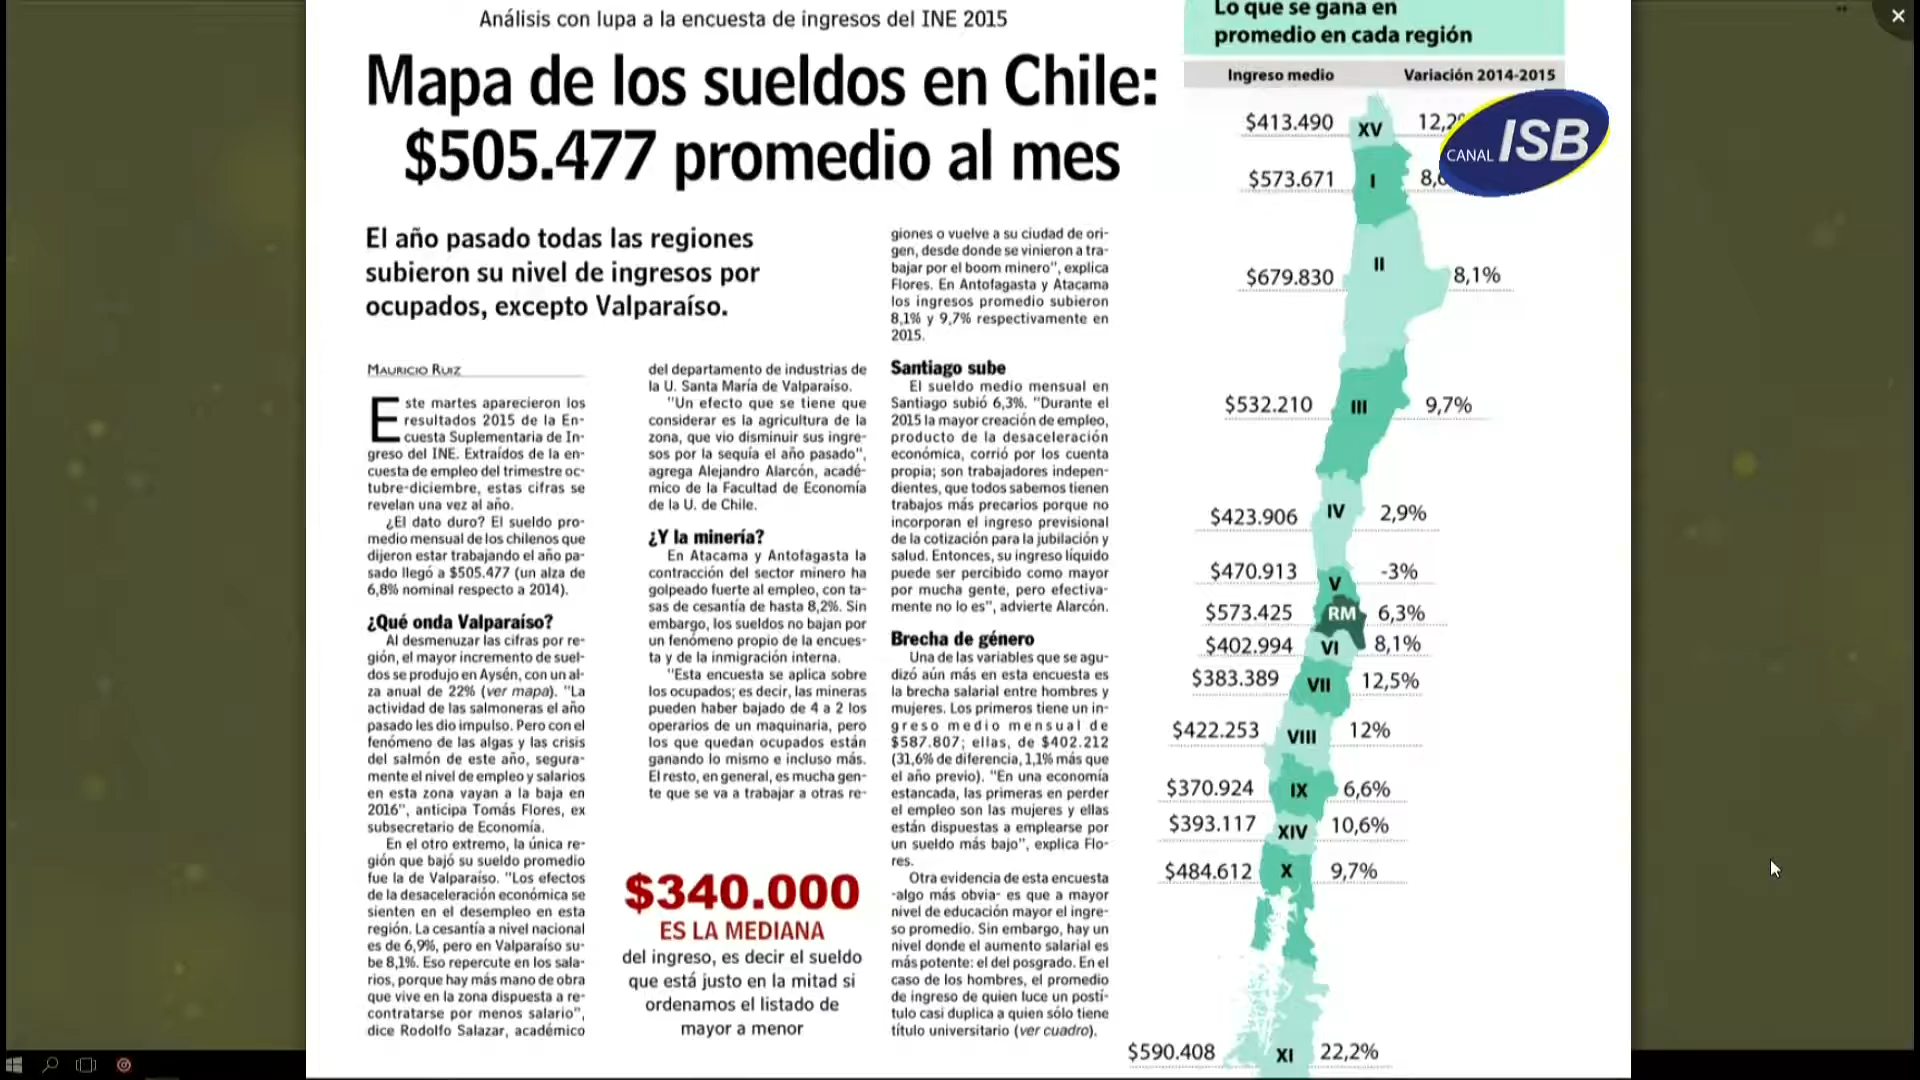 Análisis con lupa a la encuesta de ingresos del INE 2015
Mapa de los sueldos en Chile:
$505.477 promedio al mes
El año pasado todas las regiones
subieron su nivel de ingresos por
ocupados, excepto Valparaíso.
Mauricio Ruiz
Este martes aparecieron los
resultados 2015 de la En-
cuesta Suplementaria de In-
greso del INE. Extraídos de la en-
cuesta de empleo del trimestre oc-
tubre-diciembre, estas cifras se
revelan una vez al año.
¿El dato duro? El sueldo pro-
medio mensual de los chilenos que
dijeron estar trabajando el año pa-
sado llegó a $505.477 (un alza de
6,8% nominal respecto a 2014).
¿Qué onda Valparaíso?
Al desmenuzar las cifras por re-
gión, el mayor incremento de suel-
dos se produjo en Aysén, con un al-
za anual de 22% (ver mapa). "La
actividad de las salmoneras el año
pasado les dio impulso. Pero con el
fenómeno de las algas y las crisis
del salmón de este año, segura-
mente el nivel de empleo y salarios
en esta zona vayan a la baja en
2016", anticipa Tomás Flores, ex
subsecretario de Economía.
En el otro extremo, la única re-
gión que bajó su sueldo promedio
fue la de Valparaíso. "Los efectos
de la desaceleración económica se
sienten en el desempleo en esta
región. La cesantía a nivel nacional
es de 6,9%, pero en Valparaíso su-
be 8,1%. Eso repercute en los sala-
rios, porque hay más mano de obra
que vive en la zona dispuesta a re-
contratarse por menos salario",
dice Rodolfo Salazar, académico
del departamento de industrias de
la U. Santa María de Valparaíso.
"Un efecto que se tiene que
considerar es la agricultura de la
zona, que vio disminuir sus ingre-
sos por la sequía el año pasado",
agrega Alejandro Alarcón, acadé-
mico de la Facultad de Economía
de la U. de Chile.
¿Y la minería?
En Atacama y Antofagasta la
contracción del sector minero ha
golpeado fuerte al empleo, con ta-
sas de cesantía de hasta 8,2%. Sin
embargo, los sueldos no bajan por
un fenómeno propio de la encues-
ta y de la inmigración interna.
"Esta encuesta se aplica sobre
los ocupados; es decir, las mineras
pueden haber bajado de 4 a 2 los
operarios de un maquinaria, pero
los que quedan ocupados están
ganando lo mismo e incluso más.
El resto, en general, es mucha gen-
te que se va a trabajar a otras re-
$340.000
ES LA MEDIANA
del ingreso, es decir el sueldo
que está justo en la mitad si
ordenamos el listado de
mayor a menor
giones o vuelve a su ciudad de ori-
gen, desde donde se vinieron a tra-
bajar por el boom minero", explica
Flores. En Antofagasta y Atacama
los ingresos promedio subieron
8,1% y 9,7% respectivamente en
2015.
Santiago sube
El sueldo medio mensual en
Santiago subió 6,3%. "Durante el
2015 la mayor creación de empleo,
producto de la desaceleración
económica, corrió por los cuenta
propia; son trabajadores indepen-
dientes, que todos sabemos tienen
trabajos más precarios porque no
incorporan el ingreso previsional
de la cotización para la jubilación y
salud. Entonces, su ingreso líquido
puede ser percibido como mayor
por mucha gente, pero efectiva-
mente no lo es", advierte Alarcón.
Brecha de género
Una de las variables que se agu-
dizó aún más en esta encuesta es
la brecha salarial entre hombres y
mujeres. Los primeros tiene un in-
greso medio mensual de
$587.807; ellas, de $402.212
(31,6% de diferencia, 1,1% más que
el año previo). "En una economía
estancada, las primeras en perder
el empleo son las mujeres y ellas
están dispuestas a emplearse por
un sueldo más bajo", explica Flo-
res.
Otra evidencia de esta encuesta
-algo más obvia- es que a mayor
nivel de educación mayor el ingre-
so promedio. Sin embargo, hay un
nivel donde el aumento salarial es
más potente: el del posgrado. En el
caso de los hombres, el promedio
de ingreso de quien luce un postí-
tulo casi duplica a quien sólo tiene
título universitario (ver cuadro).
Lo que se gana en
promedio en cada región
Ingreso medio Variación 2014-2015
$413.490 XV 12,2
CANAL ISB
$573.671 I 8,
$679.830 II 8,1%
$532.210 III 9,7%
$423.906 IV 2,9%
$470.913 V -3%
$573.425 RM 6,3%
$402.994 VI 8,1%
$383.389 VII 12,5%
$422.253 VIII 12%
$370.924 IX 6,6%
$393.117 XIV 10,6%
$484.612 X 9,7%
$590.408 XI 22,2%